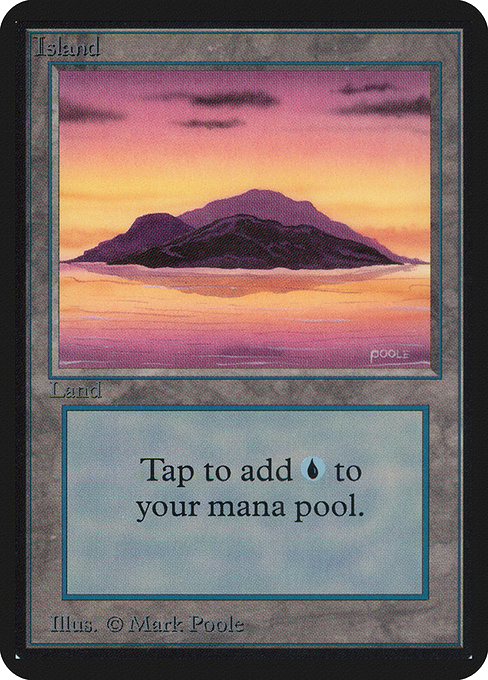 Island
POOLE
Land
Tap to add to
your mana pool.
Illus. © Mark Poole